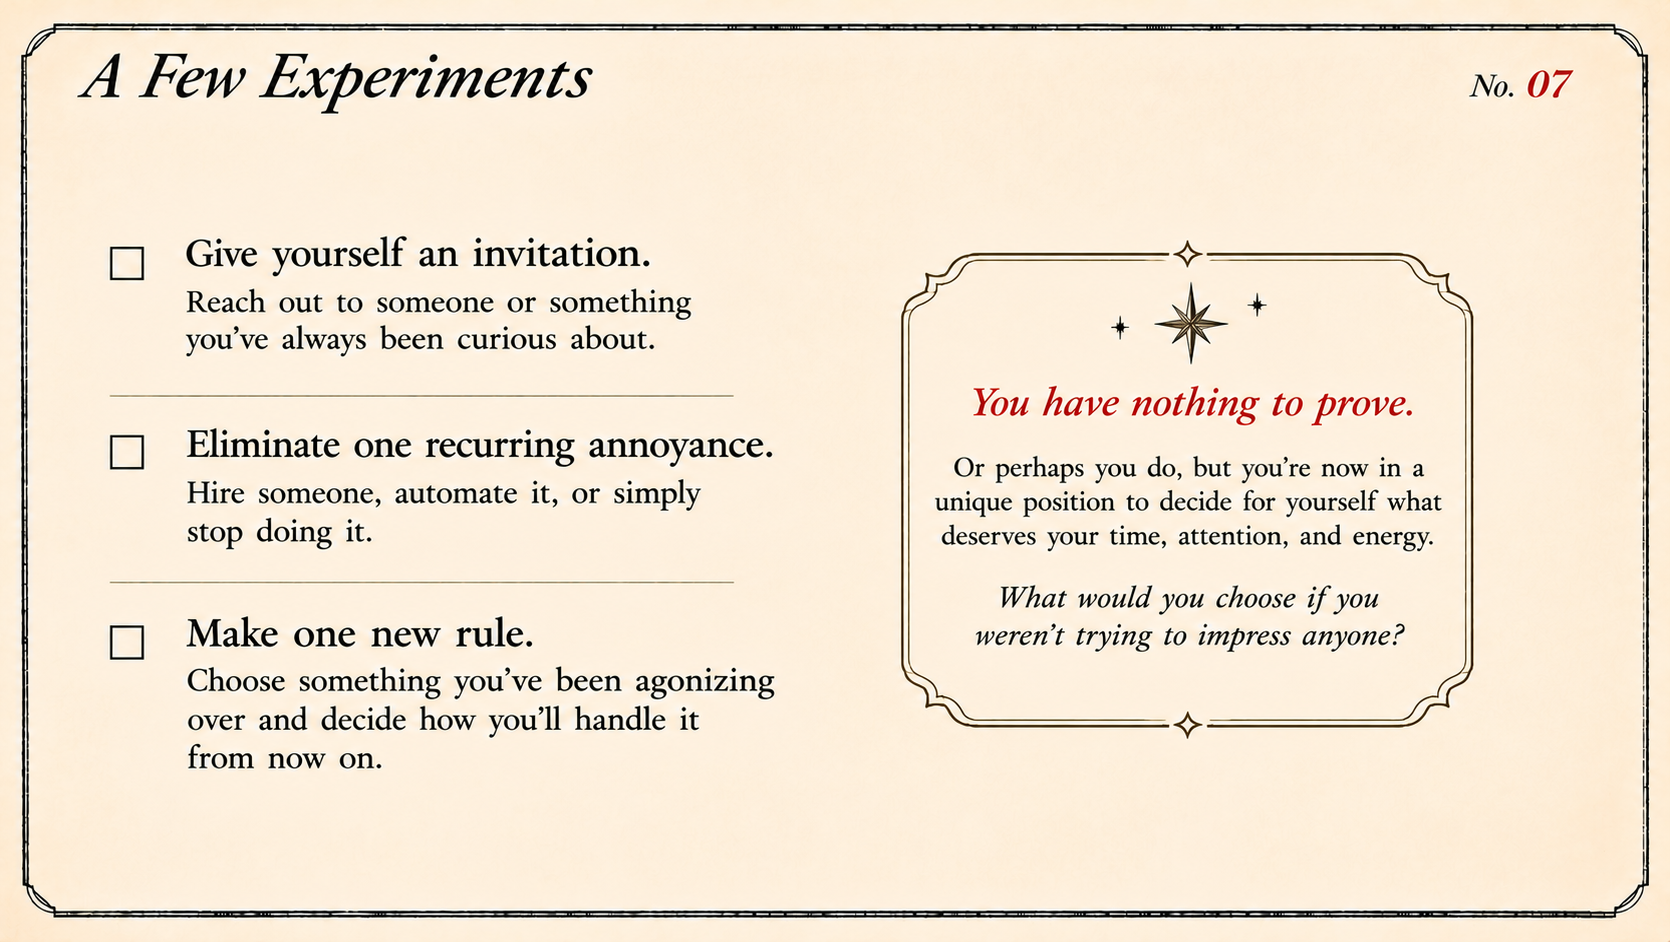 A Few Experiments
No. 07
Give yourself an invitation.
Reach out to someone or something
you’ve always been curious about.
Eliminate one recurring annoyance.
Hire someone, automate it, or simply
stop doing it.
Make one new rule.
Choose something you’ve been agonizing
over and decide how you’ll handle it
from now on.
You have nothing to prove.
Or perhaps you do, but you’re now in a
unique position to decide for yourself what
deserves your time, attention, and energy.
What would you choose if you
weren’t trying to impress anyone?